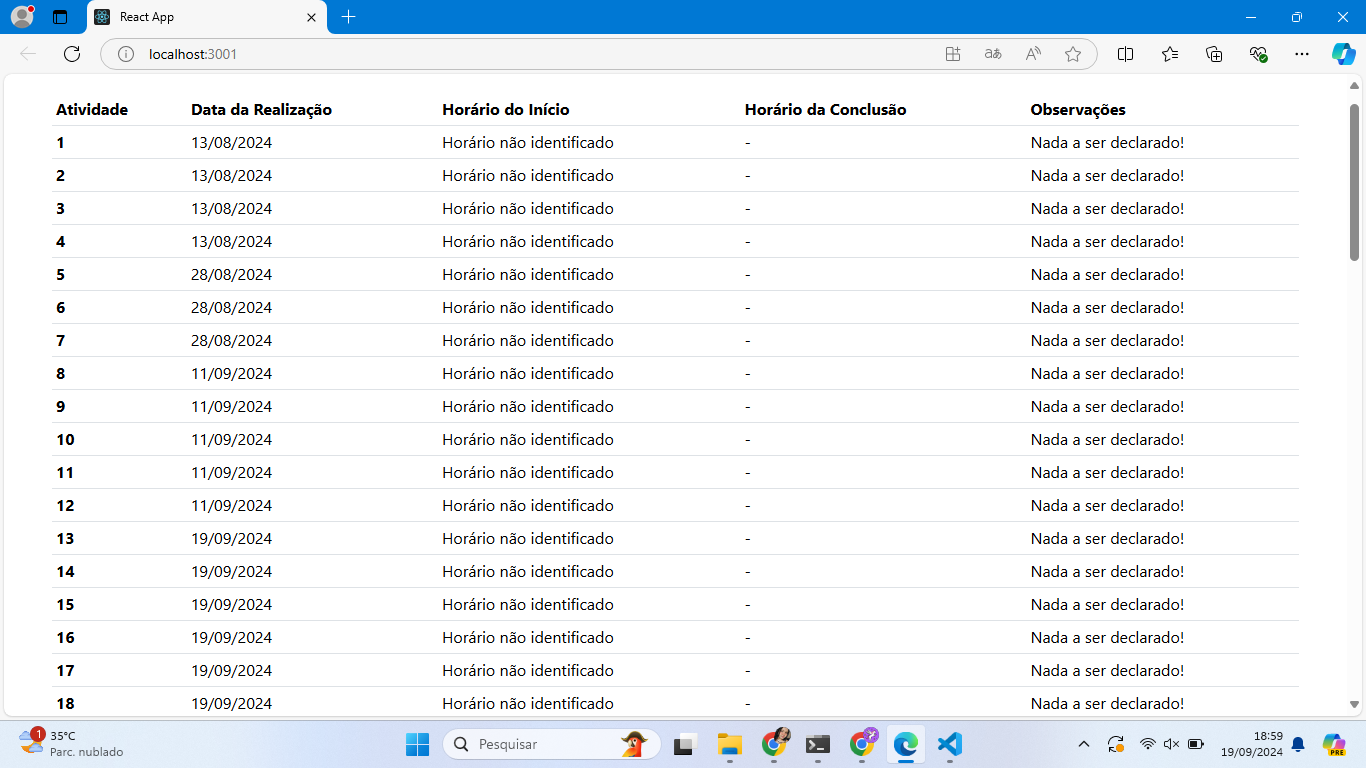 React App
localhost:3001
Atividade Data da Realização Horário do Início Horário da Conclusão Observações
1 13/08/2024 Horário não identificado - Nada a ser declarado!
2 13/08/2024 Horário não identificado - Nada a ser declarado!
3 13/08/2024 Horário não identificado - Nada a ser declarado!
4 13/08/2024 Horário não identificado - Nada a ser declarado!
5 28/08/2024 Horário não identificado - Nada a ser declarado!
6 28/08/2024 Horário não identificado - Nada a ser declarado!
7 28/08/2024 Horário não identificado - Nada a ser declarado!
8 11/09/2024 Horário não identificado - Nada a ser declarado!
9 11/09/2024 Horário não identificado - Nada a ser declarado!
10 11/09/2024 Horário não identificado - Nada a ser declarado!
11 11/09/2024 Horário não identificado - Nada a ser declarado!
12 11/09/2024 Horário não identificado - Nada a ser declarado!
13 19/09/2024 Horário não identificado - Nada a ser declarado!
14 19/09/2024 Horário não identificado - Nada a ser declarado!
15 19/09/2024 Horário não identificado - Nada a ser declarado!
16 19/09/2024 Horário não identificado - Nada a ser declarado!
17 19/09/2024 Horário não identificado - Nada a ser declarado!
18 19/09/2024 Horário não identificado - Nada a ser declarado!
1 35°C
Parc. nublado
Pesquisar
18:59
19/09/2024
PRE